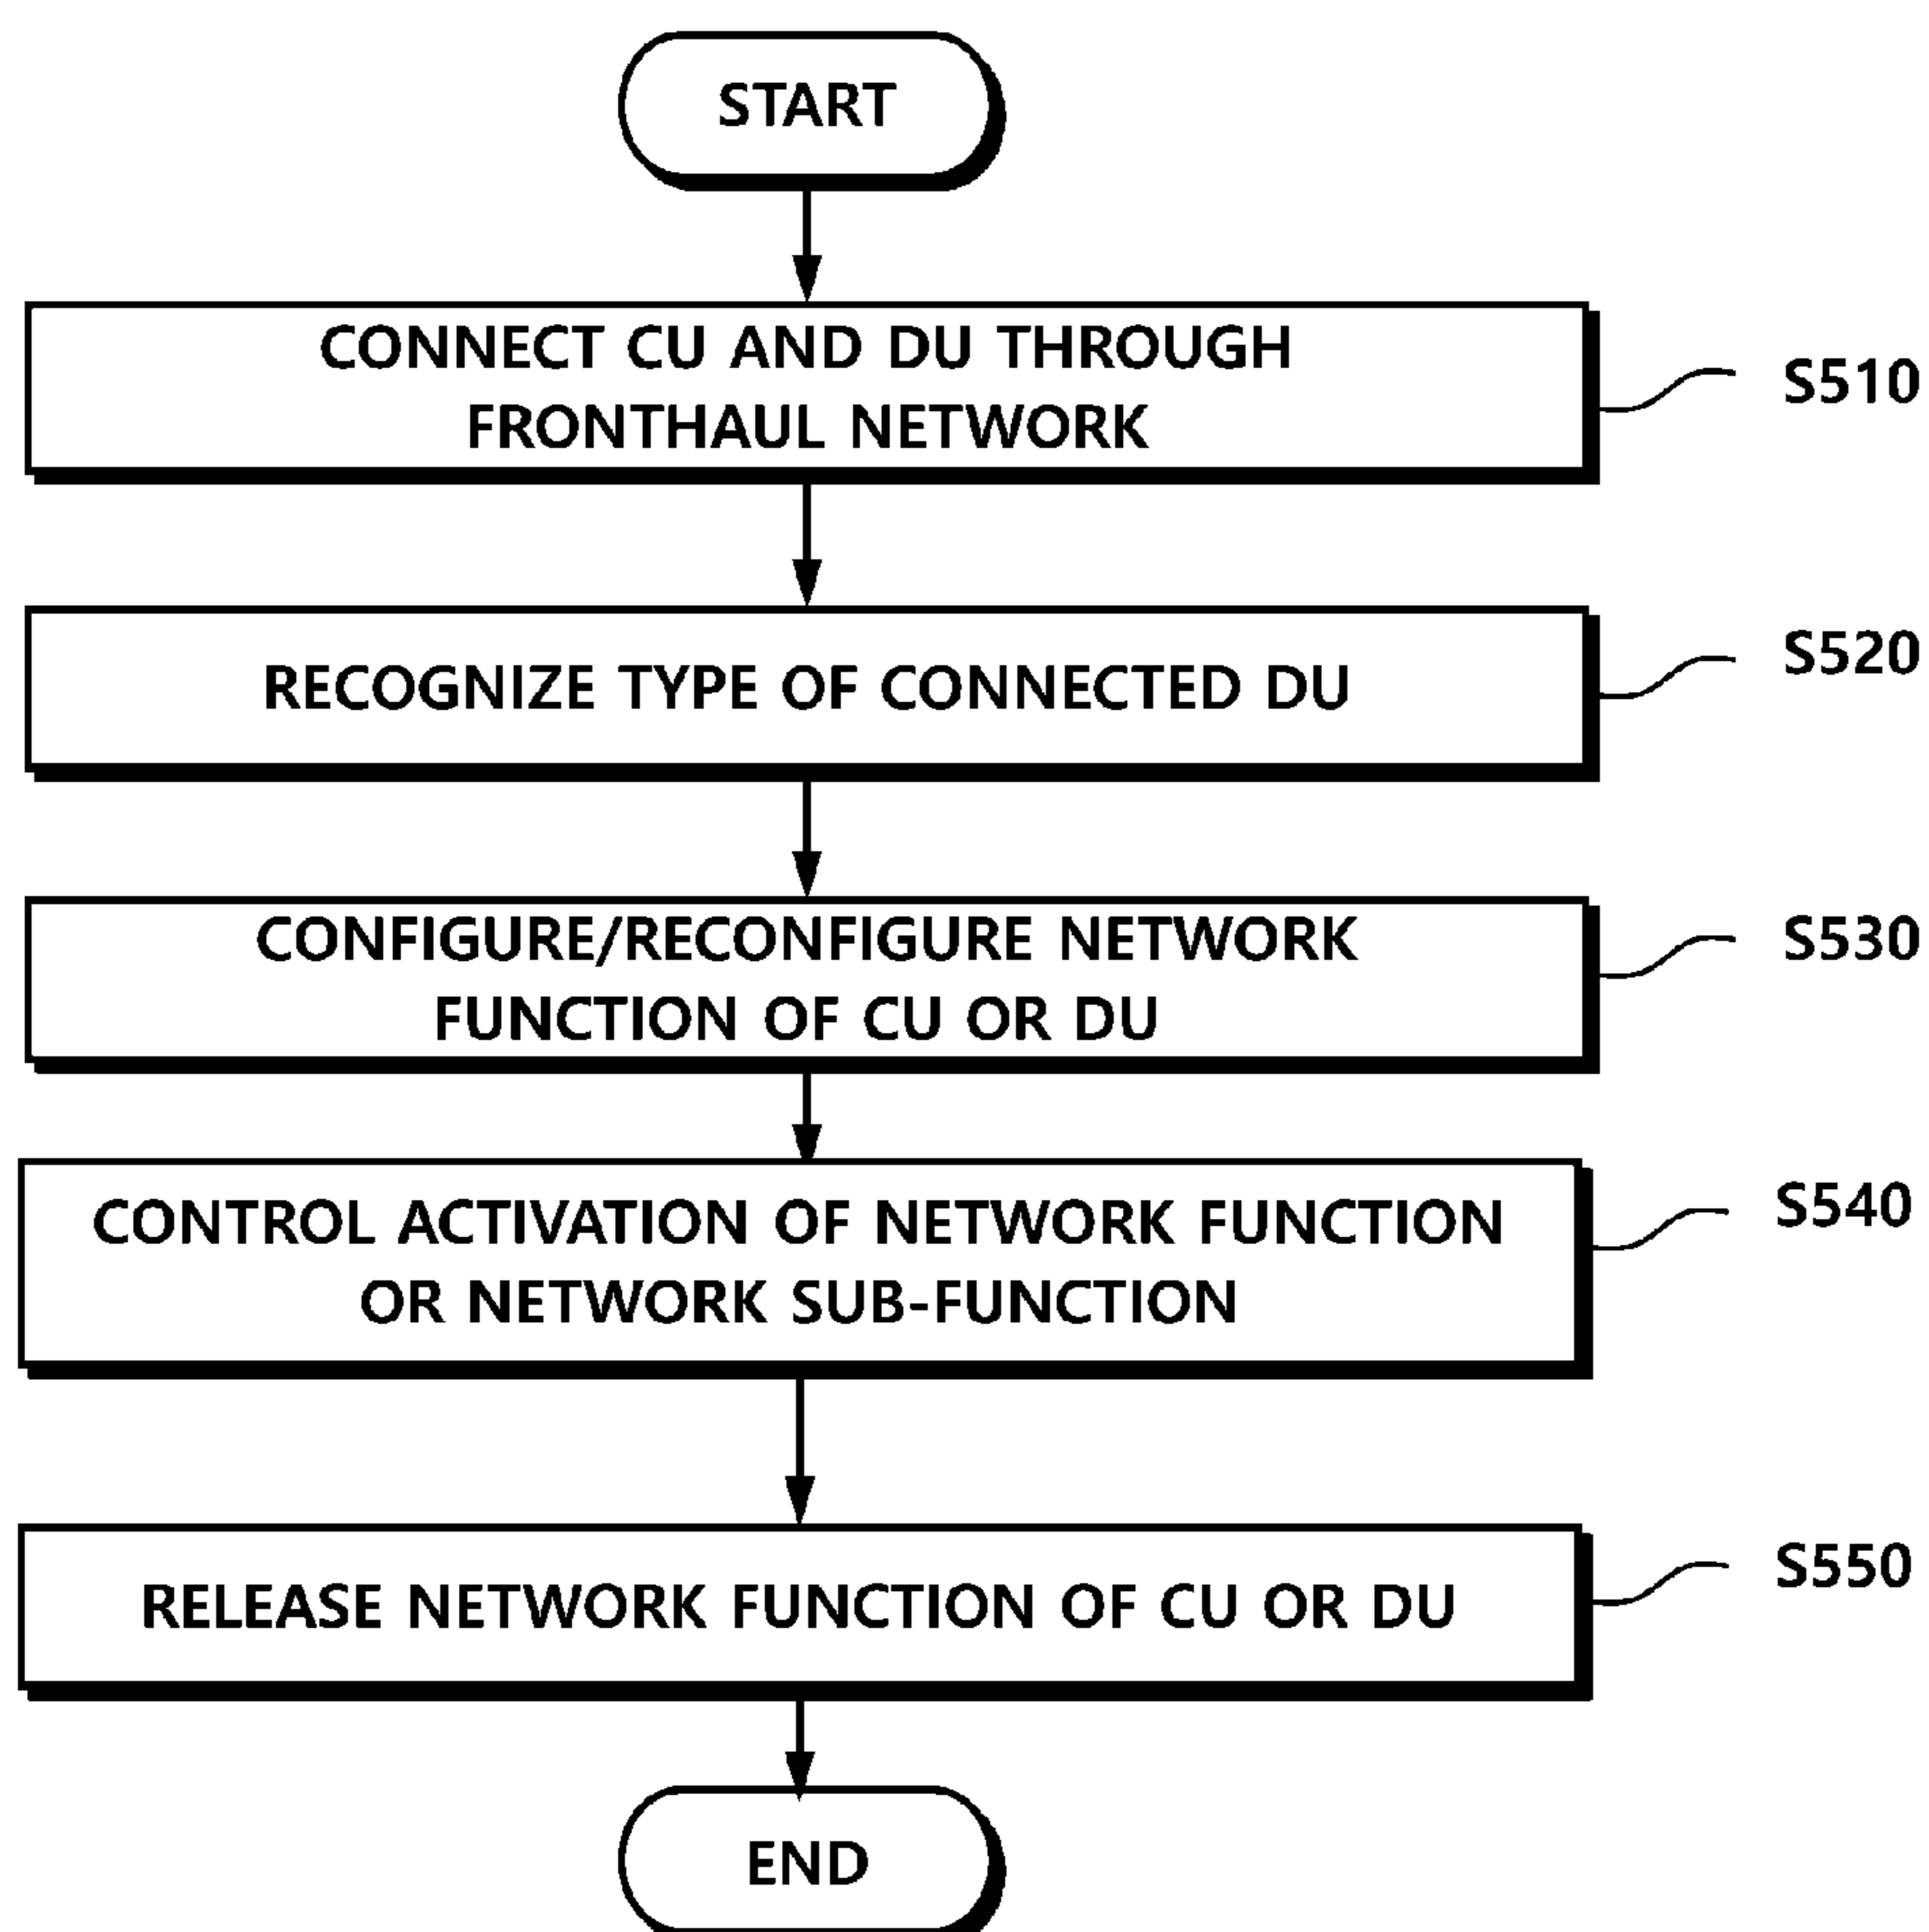 START
CONNECT CU AND DU THROUGH
FRONTHAUL NETWORK
S510
RECOGNIZE TYPE OF CONNECTED DU
S520
CONFIGURE/RECONFIGURE NETWORK
FUNCTION OF CU OR DU
S530
CONTROL ACTIVATION OF NETWORK FUNCTION
OR NETWORK SUB-FUNCTION
S540
RELEASE NETWORK FUNCTION OF CU OR DU
S550
END